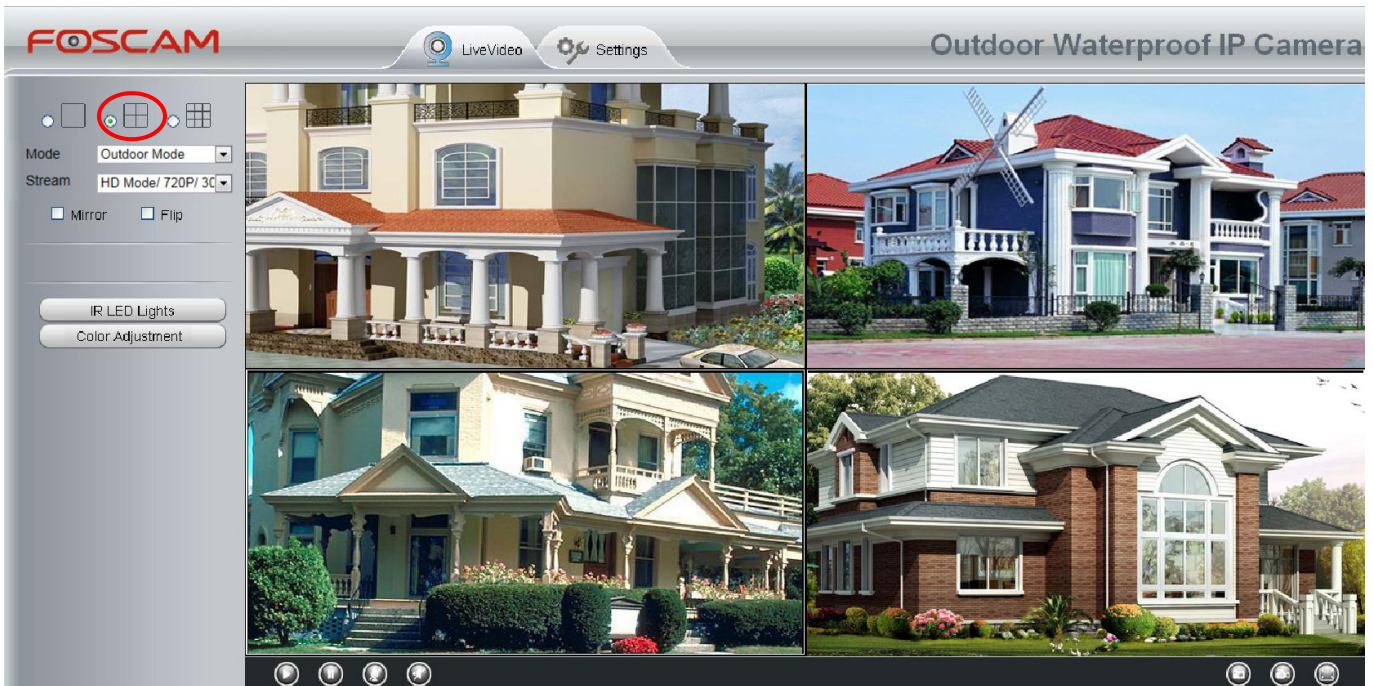 FOSCAM
LiveVideo
Settings
Outdoor Waterproof IP Camera
Mode
Outdoor Mode
Stream
HD Mode/ 720P/ 30
Mirror
Flip
IR LED Lights
Color Adjustment